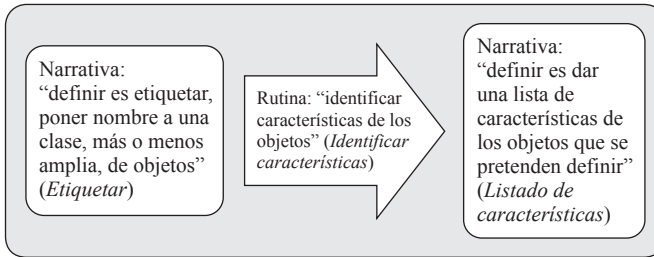 Narrativa:
“definir es etiquetar,
poner nombre a una
clase, más o menos
amplia, de objetos”
(Etiquetar)
Rutina: “identificar
características de los
objetos” (Identificar
características)
Narrativa:
“definir es dar
una lista de
características de
los objetos que se
pretenden definir”
(Listado de
características)